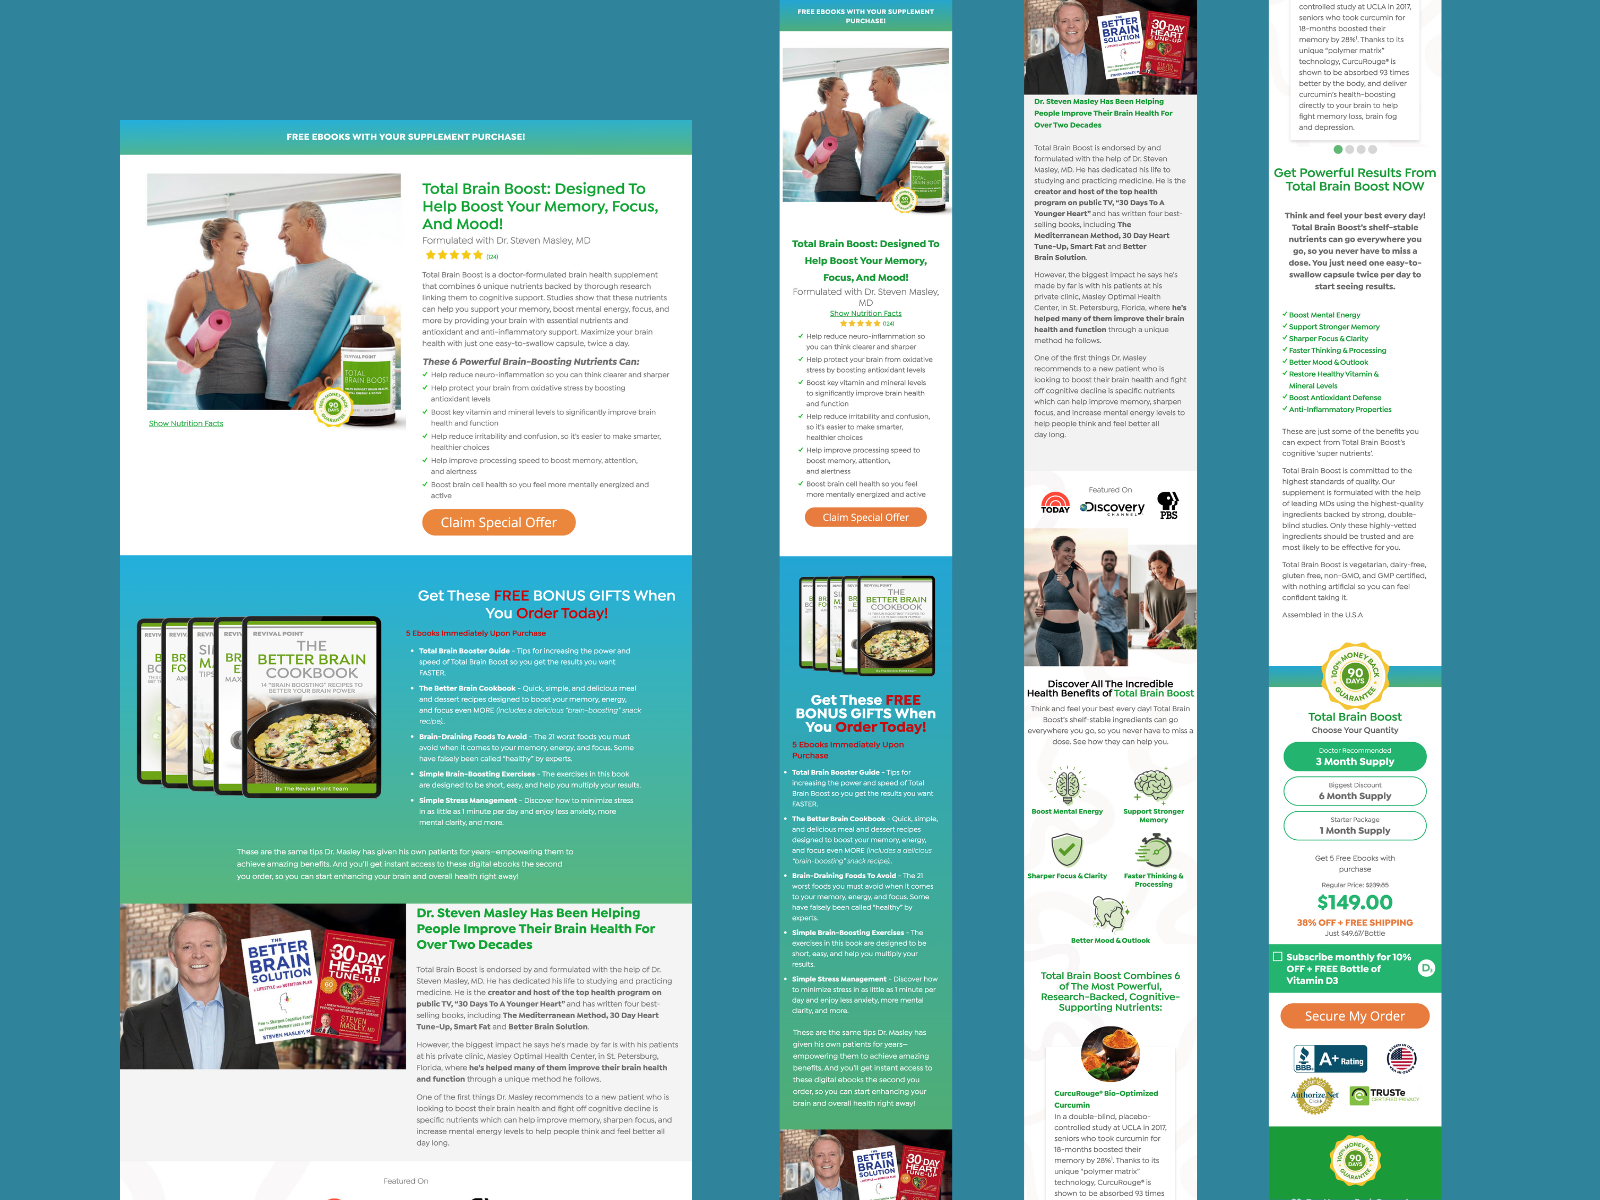 FREE EBOOKS WITH YOUR SUPPLEMENT PURCHASE!
REVIVAL POINT
TOTAL
BRAIN BOOST
90
DAYS
Show Nutrition Facts
Total Brain Boost: Designed To
Help Boost Your Memory, Focus,
And Mood!
Formulated with Dr. Steven Masley, MD
(124)
Total Brain Boost is a doctor-formulated brain health supplement
that combines 6 unique nutrients backed by thorough research
linking them to cognitive support. Studies show that these nutrients
can help you support your memory, boost mental energy, focus, and
more by providing your brain with essential nutrients and
antioxidant and anti-inflammatory support. Maximize your brain
health with just one easy-to-swallow capsule, twice a day.
These 6 Powerful Brain-Boosting Nutrients Can:
✓ Help reduce neuro-inflammation so you can think clearer and sharper
✓ Help protect your brain from oxidative stress by boosting
antioxidant levels
✓ Boost key vitamin and mineral levels to significantly improve brain
health and function
✓ Help reduce irritability and confusion, so it's easier to make smarter,
healthier choices
✓ Help improve processing speed to boost memory, attention,
and alertness
✓ Boost brain cell health so you feel more mentally energized and
active
Claim Special Offer
REVIVAL POINT
THE
BETTER BRAIN
COOKBOOK
14 "BRAIN BOOSTING" RECIPES TO
BETTER YOUR BRAIN POWER
By The Revival Point Team
Get These FREE BONUS GIFTS When
You Order Today!
5 Ebooks Immediately Upon Purchase
• Total Brain Booster Guide - Tips for increasing the power and
speed of Total Brain Boost so you get the results you want
FASTER.
• The Better Brain Cookbook - Quick, simple, and delicious meal
and dessert recipes designed to boost your memory, energy,
and focus even MORE (includes a delicious "brain-boosting" snack
recipe).
• Brain-Draining Foods To Avoid - The 21 worst foods you must
avoid when it comes to your memory, energy, and focus. Some
have falsely been called "healthy" by experts.
• Simple Brain-Boosting Exercises - The exercises in this book
are designed to be short, easy, and help you multiply your results.
• Simple Stress Management - Discover how to minimize stress
in as little as 1 minute per day and enjoy less anxiety, more
mental clarity, and more.
These are the same tips Dr. Masley has given his own patients for years—empowering them to
achieve amazing benefits. And you'll get instant access to these digital ebooks the second
you order, so you can start enhancing your brain and overall health right away!
THE
BETTER
BRAIN
SOLUTION
30-DAY
HEART
TUNE-UP
STEVEN
MASLEY, MD
Dr. Steven Masley Has Been Helping
People Improve Their Brain Health For
Over Two Decades
Total Brain Boost is endorsed by and formulated with the help of Dr.
Steven Masley, MD. He has dedicated his life to studying and practicing
medicine. He is the creator and host of the top health program on
public TV, "30 Days To A Younger Heart" and has written four best-
selling books, including The Mediterranean Method, 30 Day Heart
Tune-Up, Smart Fat and Better Brain Solution.
However, the biggest impact he says he's made by far is with his patients
at his private clinic, Masley Optimal Health Center, in St. Petersburg,
Florida, where he's helped many of them improve their brain health
and function through a unique method he follows.
One of the first things Dr. Masley recommends to a new patient who is
looking to boost their brain health and fight off cognitive decline is
specific nutrients which can help improve memory, sharpen focus, and
increase mental energy levels to help people think and feel better all
day long.
Featured On
FREE EBOOKS WITH YOUR SUPPLEMENT
PURCHASE!
90
Total Brain Boost: Designed To
Help Boost Your Memory,
Focus, And Mood!
Formulated with Dr. Steven Masley,
MD
Show Nutrition Facts
(124)
✓ Help reduce neuro-inflammation so
you can think clearer and sharper
✓ Help protect your brain from oxidative
stress by boosting antioxidant levels
✓ Boost key vitamin and mineral levels
to significantly improve brain health
and function
✓ Help reduce irritability and confusion,
so it's easier to make smarter,
healthier choices
✓ Help improve processing speed to
boost memory, attention,
and alertness
✓ Boost brain cell health so you feel
more mentally energized and active
Claim Special Offer
THE
BETTER BRAIN
COOKBOOK
Get These FREE
BONUS GIFTS When
You Order Today!
5 Ebooks Immediately Upon
Purchase
• Total Brain Booster Guide - Tips for
increasing the power and speed of Total
Brain Boost so you get the results you want
FASTER.
• The Better Brain Cookbook - Quick, simple,
and delicious meal and dessert recipes
designed to boost your memory, energy,
and focus even MORE (includes a delicious
"brain-boosting" snack recipe).
• Brain-Draining Foods To Avoid - The 21
worst foods you must avoid when it comes
to your memory, energy, and focus. Some
have falsely been called "healthy" by
experts.
• Simple Brain-Boosting Exercises - The
exercises in this book are designed to be
short, easy, and help you multiply your
results.
• Simple Stress Management - Discover how
to minimize stress in as little as 1 minute per
day and enjoy less anxiety, more mental
clarity, and more.
These are the same tips Dr. Masley has
given his own patients for years—
empowering them to achieve amazing
benefits. And you'll get instant access to
these digital ebooks the second you
order, so you can start enhancing your
brain and overall health right away!
THE
BETTER
BRAIN
SOLUTION
30-DAY
HEART
TUNE-UP
BETTER
BRAIN
SOLUTION
30-DAY
HEART
TUNE-UP
Dr. Steven Masley Has Been Helping
People Improve Their Brain Health For
Over Two Decades
Total Brain Boost is endorsed by and
formulated with the help of Dr. Steven
Masley, MD. He has dedicated his life to
studying and practicing medicine. He is the
creator and host of the top health
program on public TV, "30 Days To A
Younger Heart" and has written four best-
selling books, including The
Mediterranean Method, 30 Day Heart
Tune-Up, Smart Fat and Better
Brain Solution.
However, the biggest impact he says he's
made by far is with his patients at his
private clinic, Masley Optimal Health
Center, in St. Petersburg, Florida, where he's
helped many of them improve their brain
health and function through a unique
method he follows.
One of the first things Dr. Masley
recommends to a new patient who is
looking to boost their brain health and fight
off cognitive decline is specific nutrients
which can help improve memory, sharpen
focus, and increase mental energy levels to
help people think and feel better all
day long.
Featured On
TODAY
Discovery
CHANNEL
PBS
Discover All The Incredible
Health Benefits of Total Brain Boost
Think and feel your best every day! Total Brain
Boost's shelf-stable ingredients can go
everywhere you go, so you never have to miss a
dose. See how they can help you.
Boost Mental Energy
Support Stronger
Memory
Sharper Focus & Clarity
Faster Thinking &
Processing
Better Mood & Outlook
Total Brain Boost Combines 6
of The Most Powerful,
Research-Backed, Cognitive-
Supporting Nutrients:
CurcuRouge® Bio-Optimized
Curcumin
In a double-blind, placebo-
controlled study at UCLA in 2017,
seniors who took curcumin for
18-months boosted their
memory by 28%¹. Thanks to its
unique "polymer matrix"
technology, CurcuRouge® is
shown to be absorbed 93 times
controlled study at UCLA in 2017,
seniors who took curcumin for
18-months boosted their
memory by 28%¹. Thanks to its
unique "polymer matrix"
technology, CurcuRouge® is
shown to be absorbed 93 times
better by the body, and deliver
curcumin's health-boosting
directly to your brain to help
fight memory loss, brain fog
and depression.
Get Powerful Results From
Total Brain Boost NOW
Think and feel your best every day!
Total Brain Boost's shelf-stable
nutrients can go everywhere you
go, so you never have to miss a
dose. You just need one easy-to-
swallow capsule twice per day to
start seeing results.
✓ Boost Mental Energy
✓ Support Stronger Memory
✓ Sharper Focus & Clarity
✓ Faster Thinking & Processing
✓ Better Mood & Outlook
✓ Restore Healthy Vitamin &
Mineral Levels
✓ Boost Antioxidant Defense
✓ Anti-Inflammatory Properties
These are just some of the benefits you
can expect from Total Brain Boost's
cognitive 'super nutrients'.
Total Brain Boost is committed to the
highest standards of quality. Our
supplement is formulated with the help
of leading MDs using the highest-quality
ingredients backed by strong, double-
blind studies. Only these highly-vetted
ingredients should be trusted and are
most likely to be effective for you.
Total Brain Boost is vegetarian, dairy-free,
gluten free, non-GMO, and GMP certified,
with nothing artificial so you can feel
confident taking it.
Assembled in the U.S.A
100% MONEY BACK
90
DAYS
GUARANTEE
Total Brain Boost
Choose Your Quantity
Doctor Recommended
3 Month Supply
Biggest Discount
6 Month Supply
Starter Package
1 Month Supply
Get 5 Free Ebooks with
purchase
Regular Price: $239.85
$149.00
38% OFF + FREE SHIPPING
Just $49.67/Bottle
Subscribe monthly for 10%
OFF + FREE Bottle of
Vitamin D3
D₃
Secure My Order
BBB
A+ Rating
Authorize.Net
Click
TRUSTe
CERTIFIED PRIVACY
100% MONEY BACK
90
DAYS
GUARANTEE